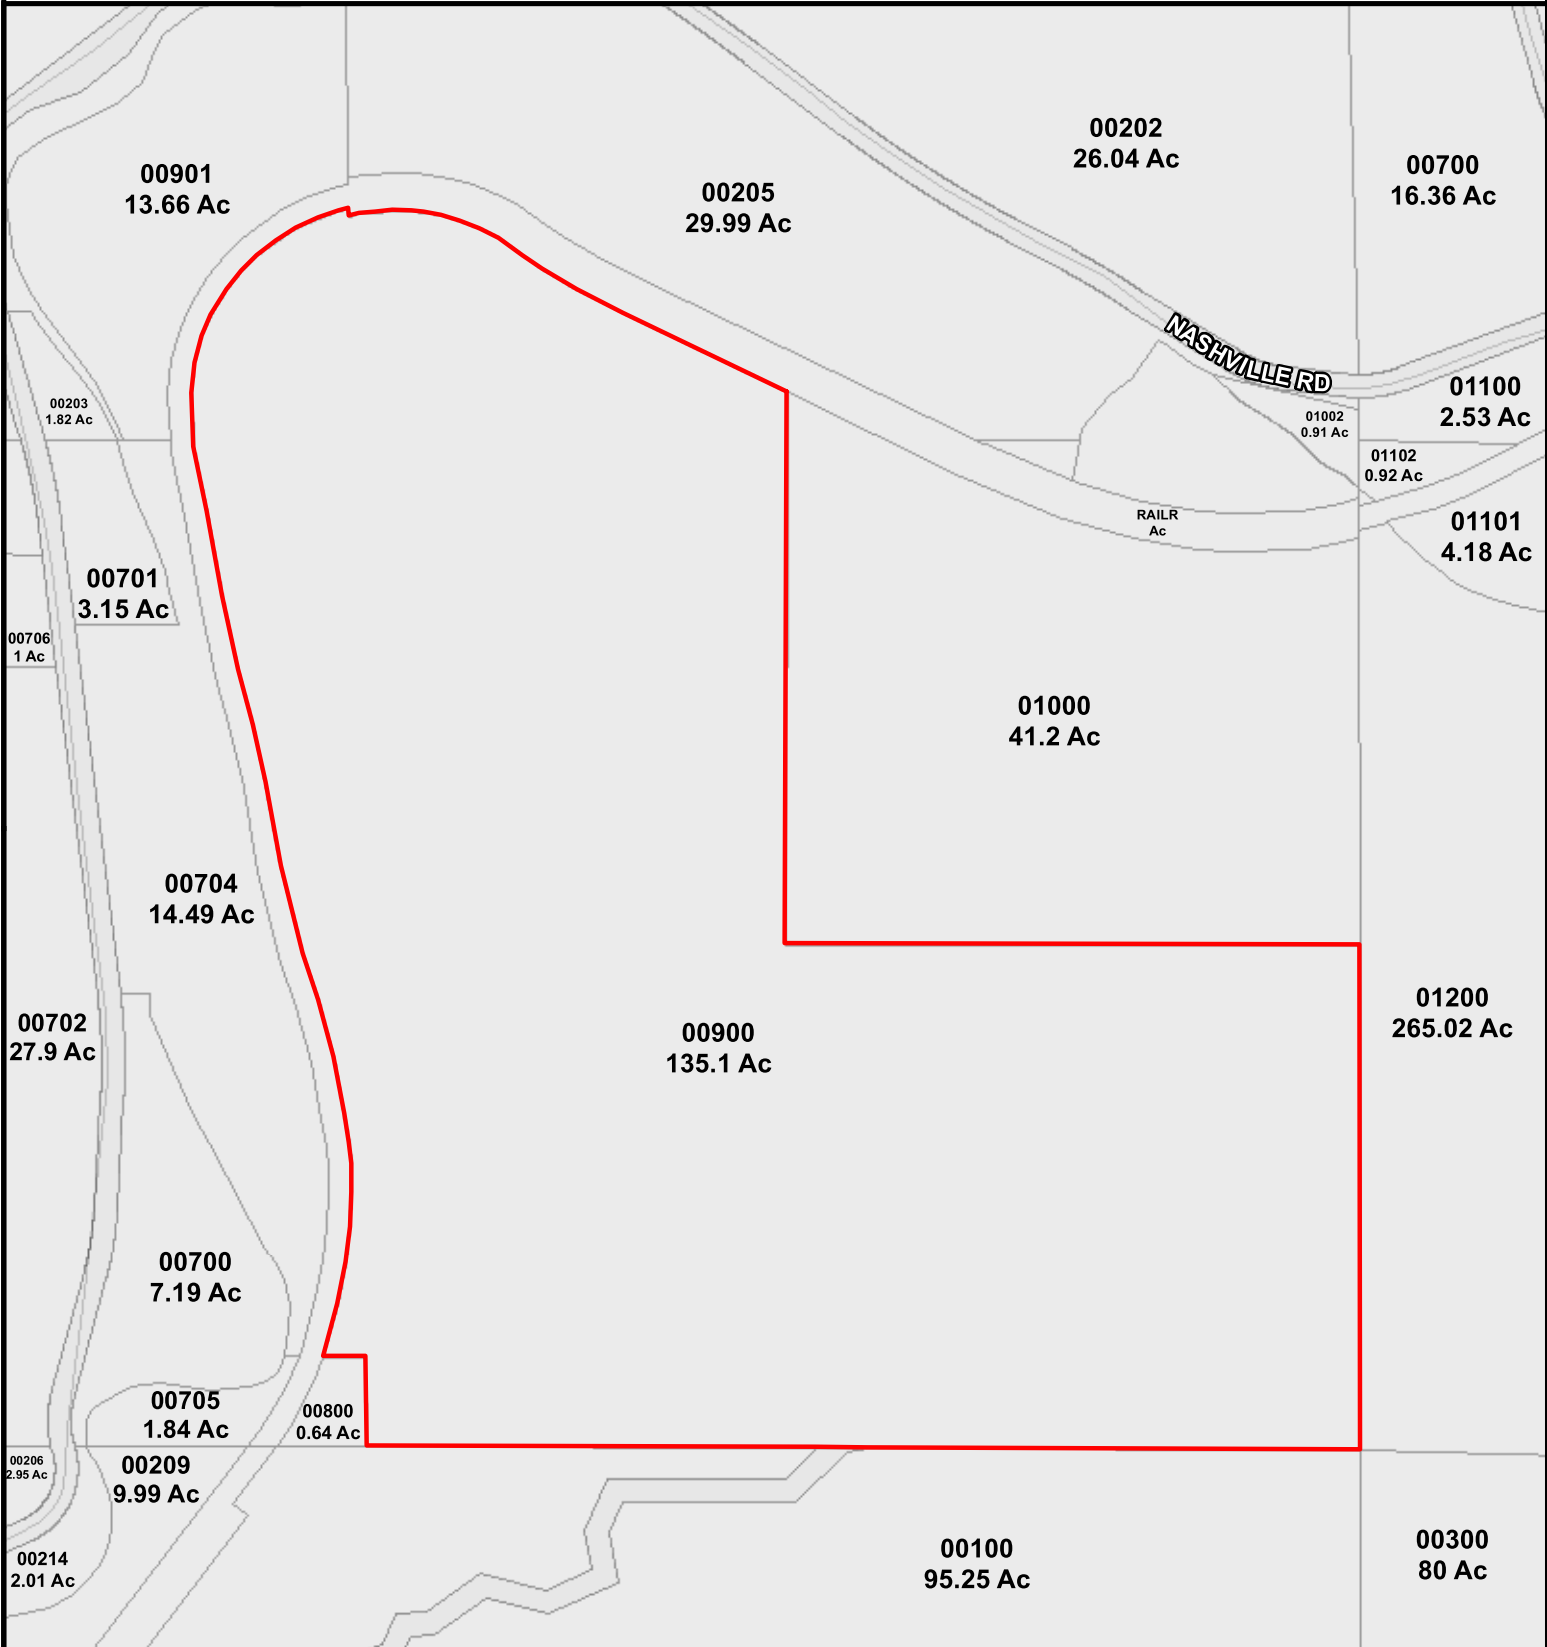 00202
26.04 Ac
00700
16.36 Ac
00901
13.66 Ac
00205
29.99 Ac
NASHVILLE RD
01100
2.53 Ac
00203
1.82 Ac
01002
0.91 Ac
01102
0.92 Ac
RAILR
Ac
01101
4.18 Ac
00701
3.15 Ac
00706
1 Ac
01000
41.2 Ac
00704
14.49 Ac
01200
265.02 Ac
00702
27.9 Ac
00900
135.1 Ac
00700
7.19 Ac
00705
1.84 Ac
00800
0.64 Ac
00206
2.95 Ac
00209
9.99 Ac
00214
2.01 Ac
00100
95.25 Ac
00300
80 Ac